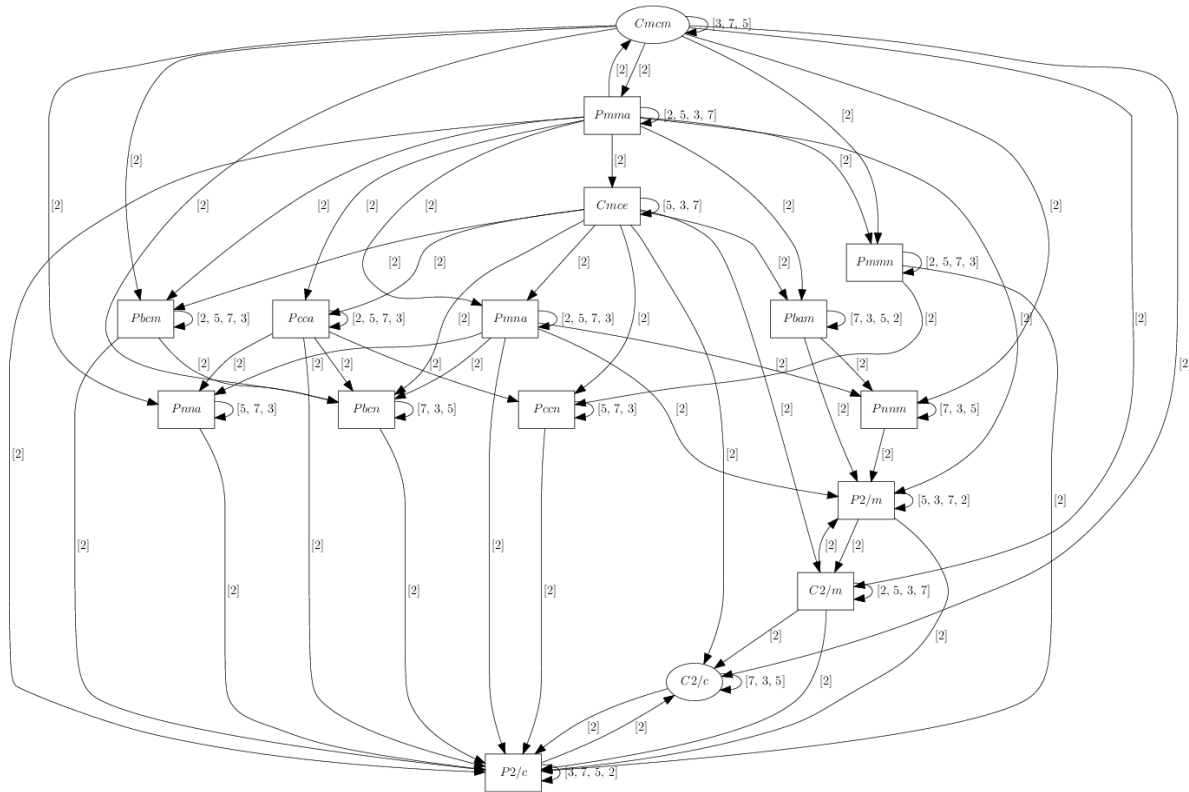 Cmcm [3, 7, 5]
[2] [2]
Pmma [2, 5, 3, 7] [2]
[2] [2] [2]
Cmce [5, 3, 7]
[2] [2] [2] [2] [2] [2] [2]
Pmmn [2, 5, 7, 3]
[2] [2] [2] [2]
Pbcm [2, 5, 7, 3] Pcca [2, 5, 7, 3] [2] Pmna [2, 5, 7, 3] [2] Pbam [7, 3, 5, 2] [2] [2] [2]
[2] [2] [2] [2] [2] [2] [2] [2]
Pnna [5, 7, 3] Pbcn [7, 3, 5] Pccn [5, 7, 3] [2] [2] [2] Pnnm [7, 3, 5]
[2] [2] [2]
P2/m [5, 3, 7, 2] [2]
[2] [2] [2] [2] [2]
[2] [2] C2/m [2, 5, 3, 7]
[2] [2]
C2/c [7, 3, 5] [2]
[2] [2]
P2/c [3, 7, 5, 2]